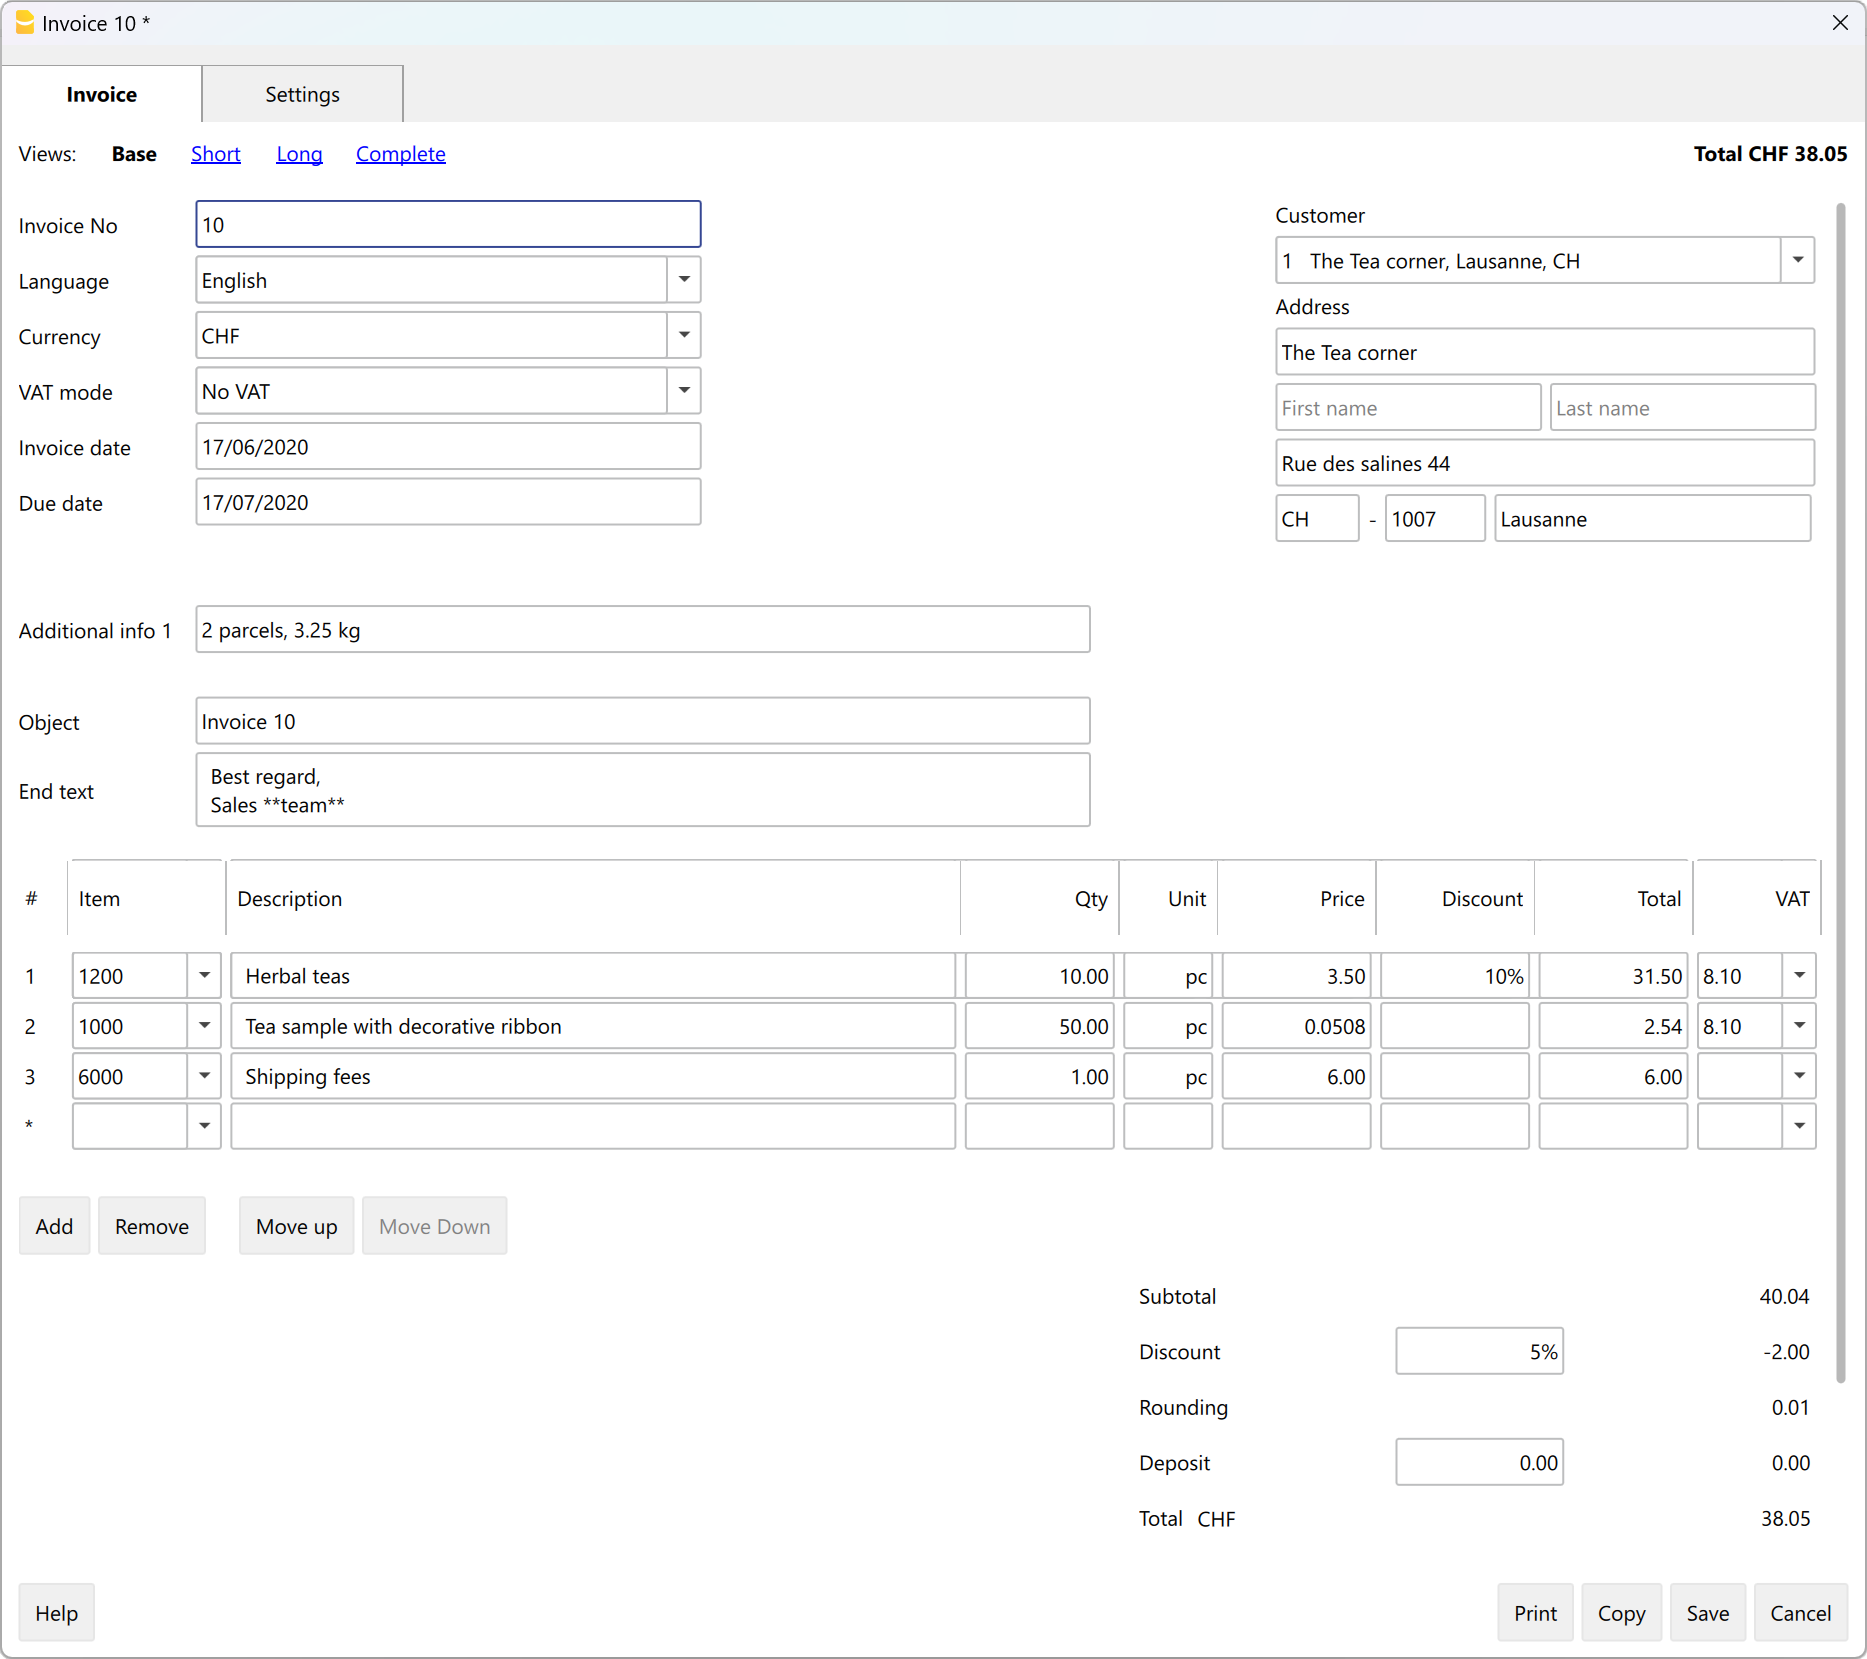 Invoice 10 *
Invoice Settings
Views: Base Short Long Complete Total CHF 38.05
Invoice No 10
Language English
Currency CHF
VAT mode No VAT
Invoice date 17/06/2020
Due date 17/07/2020
Customer
1 The Tea corner, Lausanne, CH
Address
The Tea corner
First name Last name
Rue des salines 44
CH - 1007 Lausanne
Additional info 1 2 parcels, 3.25 kg
Object Invoice 10
End text
Best regard,
Sales **team**
# Item Description Qty Unit Price Discount Total VAT
1 1200 Herbal teas 10.00 pc 3.50 10% 31.50 8.10
2 1000 Tea sample with decorative ribbon 50.00 pc 0.0508 2.54 8.10
3 6000 Shipping fees 1.00 pc 6.00 6.00
*
Add Remove Move up Move Down
Subtotal 40.04
Discount 5% -2.00
Rounding 0.01
Deposit 0.00 0.00
Total CHF 38.05
Help Print Copy Save Cancel